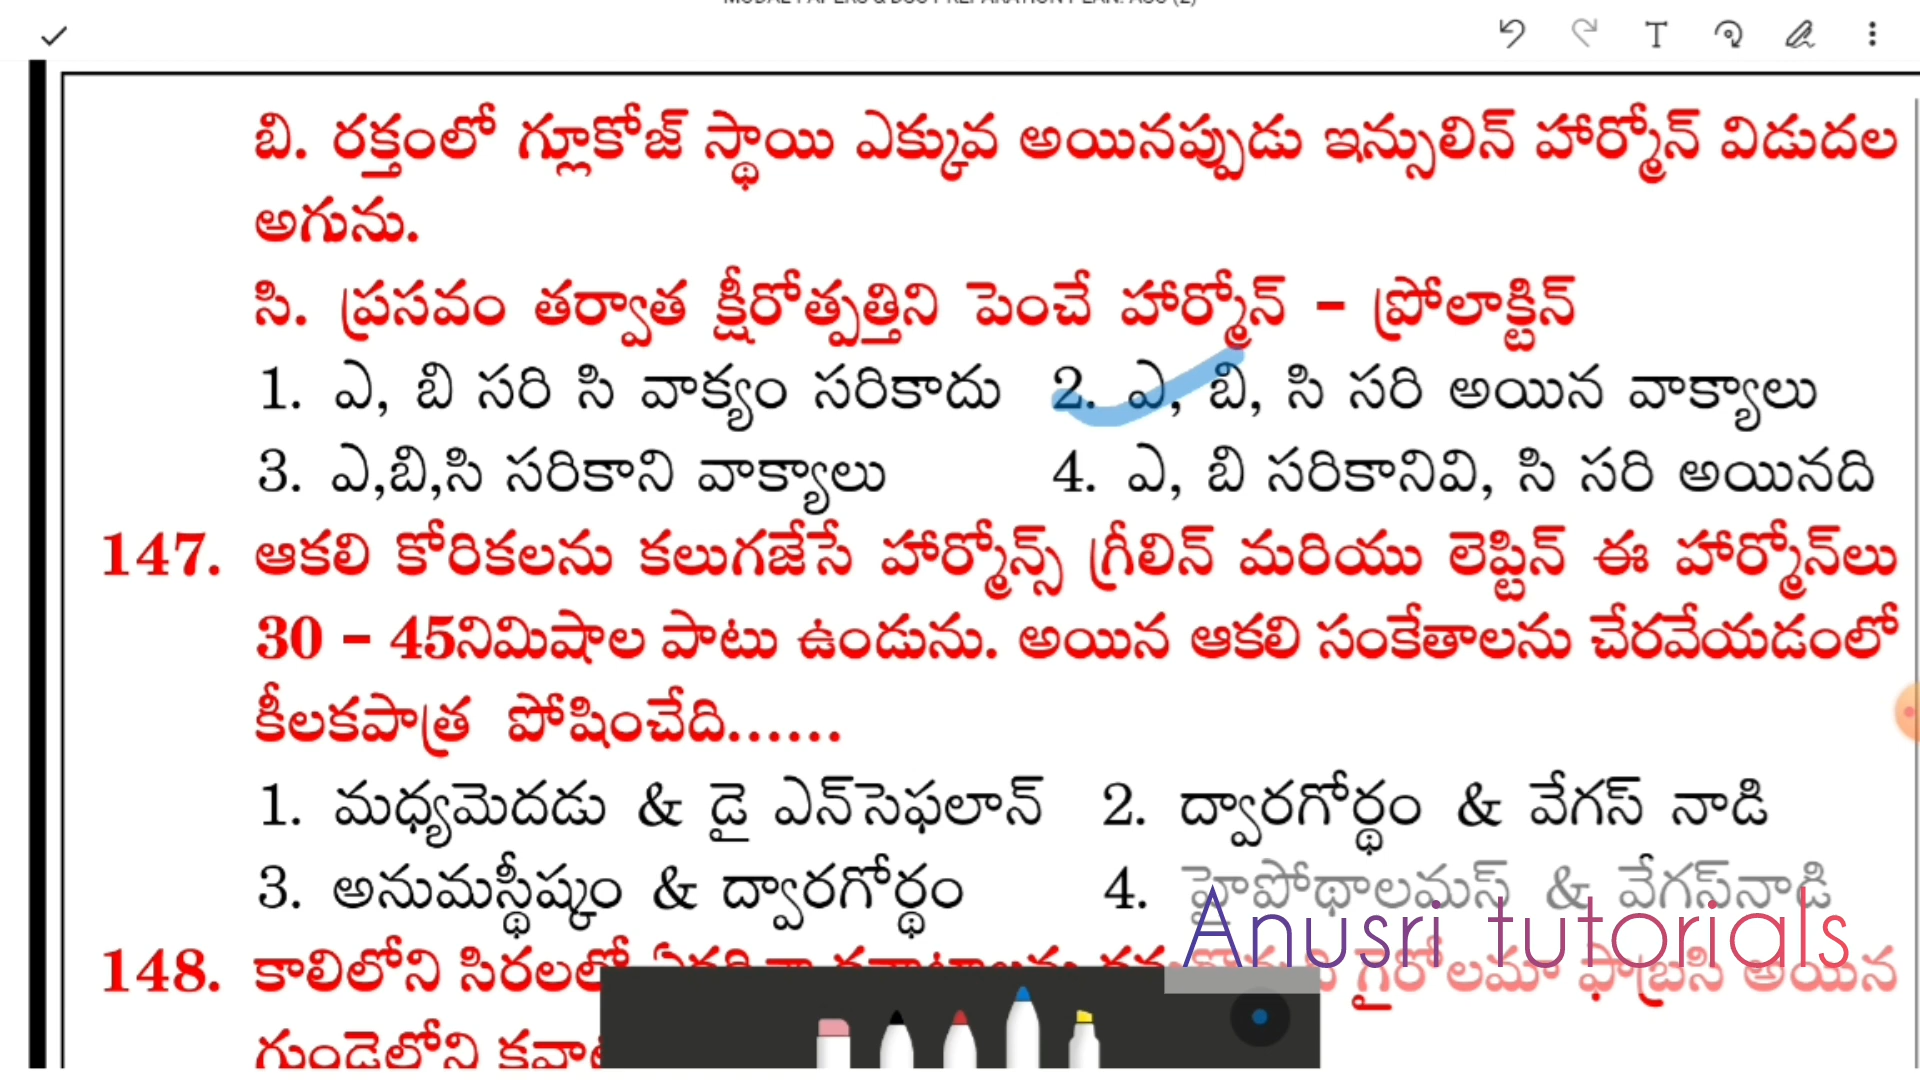 బి. రక్తంలో గ్లూకోజ్ స్థాయి ఎక్కువ అయినప్పుడు ఇన్సులిన్ హార్మోన్ విడుదల
అగును.
సి. ప్రసవం తర్వాత క్షీరోత్పత్తిని పెంచే హార్మోన్ - ప్రోలాక్టిన్
1. ఎ, బి సరి సి వాక్యం సరికాదు 2. ఎ, బి, సి సరి అయిన వాక్యాలు
3. ఎ,బి,సి సరికాని వాక్యాలు 4. ఎ, బి సరికానివి, సి సరి అయినది
147. ఆకలి కోరికలను కలుగజేసే హార్మోన్స్ గ్రీలిన్ మరియు లెప్టిన్ ఈ హార్మోన్‌లు
30 - 45నిమిషాల పాటు ఉండును. అయిన ఆకలి సంకేతాలను చేరవేయడంలో
కీలకపాత్ర పోషించేది......
1. మధ్యమెదడు & డై ఎన్‌సెఫలాన్ 2. ద్వారగోర్ధం & వేగస్ నాడి
3. అనుమస్థీష్కం & ద్వారగోర్ధం 4. హైపోథాలమస్ & వేగస్‌నాడి
Anusri tutorials
148. కాలిలోని గైరోలమా ఫాబ్రిసి అయిన
గుండెలోని